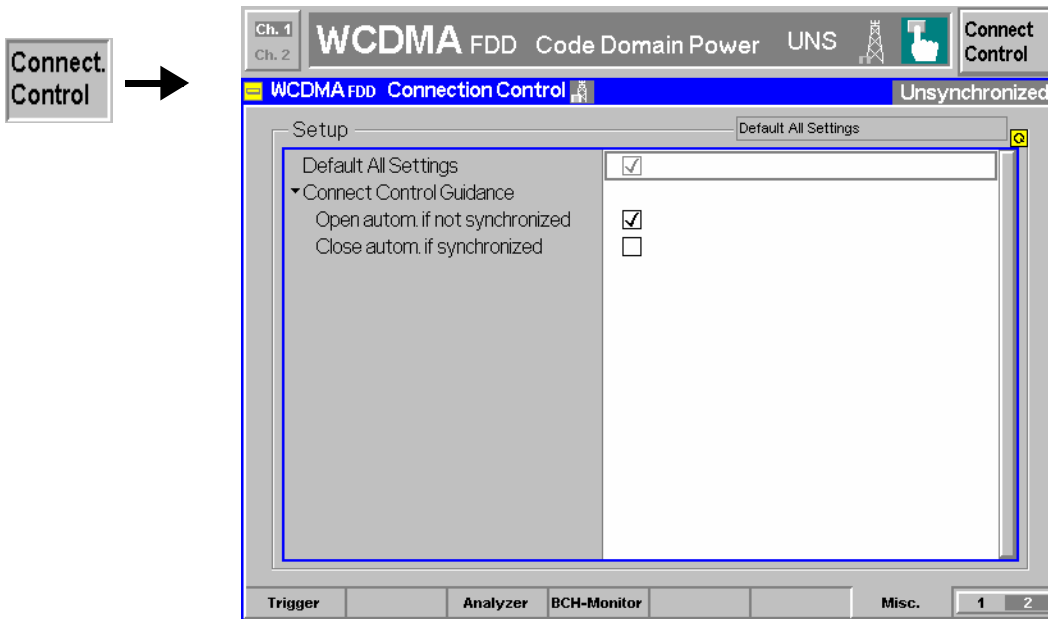 Connect.
Control
Ch. 1
Ch. 2
WCDMA FDD Code Domain Power UNS
Connect
Control
WCDMA FDD Connection Control
Unsynchronized
Setup
Default All Settings
Default All Settings
Connect Control Guidance
Open autom. if not synchronized
Close autom. if synchronized
Trigger
Analyzer
BCH-Monitor
Misc.
1 2